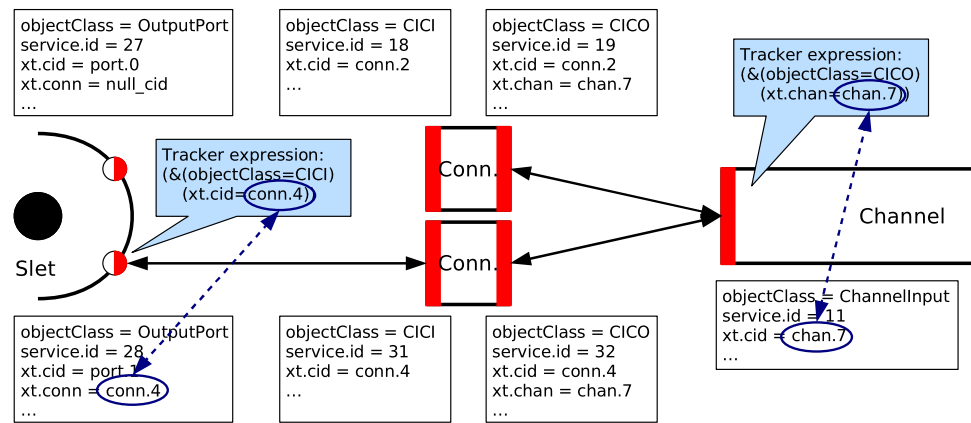 objectClass = OutputPort
service.id = 27
xt.cid = port.0
xt.conn = null_cid
...
objectClass = CICI
service.id = 18
xt.cid = conn.2
...
objectClass = CICO
service.id = 19
xt.cid = conn.2
xt.chan = chan.7
...
Tracker expression:
(&(objectClass=CICO)
(xt.chan=chan.7))
Tracker expression:
(&(objectClass=CICI)
(xt.cid=conn.4))
Conn.
Channel
Slet
Conn.
objectClass = ChannelInput
service.id = 11
xt.cid = chan.7
...
objectClass = OutputPort
service.id = 28
xt.cid = port.1
xt.conn = conn.4
...
objectClass = CICI
service.id = 31
xt.cid = conn.4
...
objectClass = CICO
service.id = 32
xt.cid = conn.4
xt.chan = chan.7
...